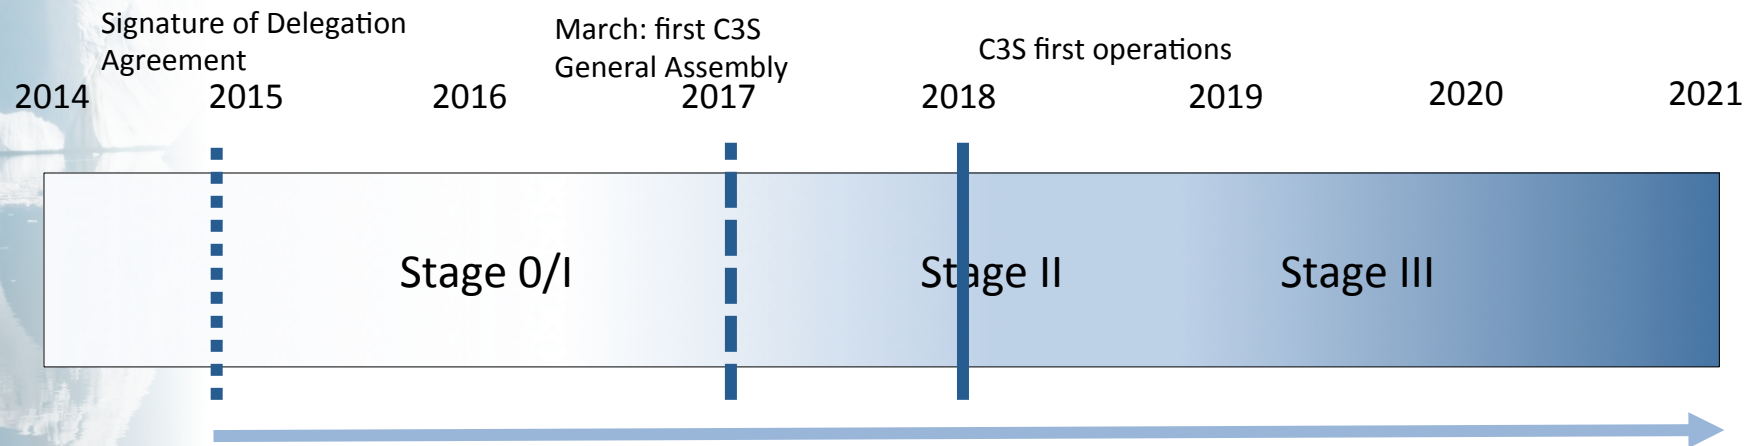 Signature of Delegation
Agreement
March: first C3S
General Assembly
C3S first operations
2014 2015 2016 2017 2018 2019 2020 2021
Stage 0/I Stage II Stage III